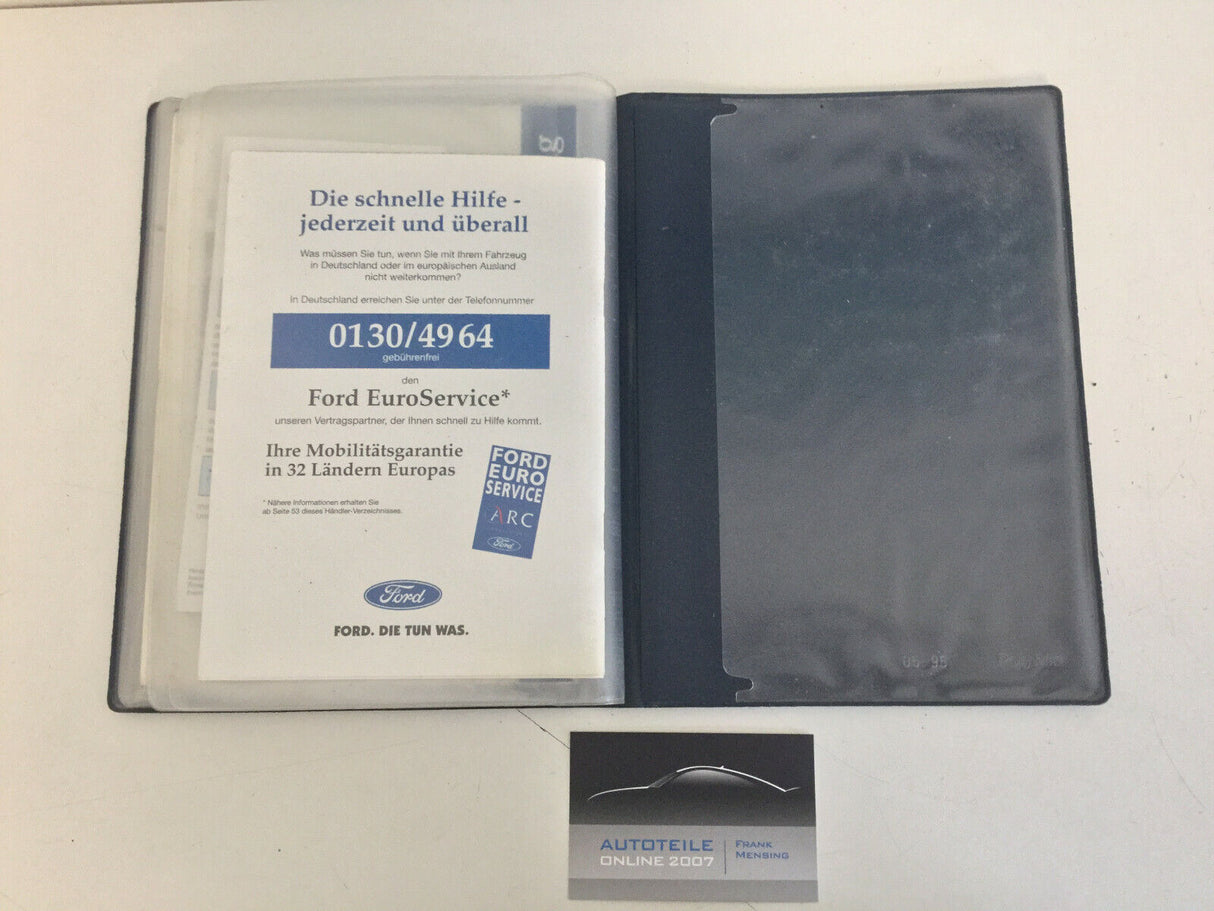 Die schnelle Hilfe -
jederzeit und überall
Was müssen Sie tun, wenn Sie mit Ihrem Fahrzeug
in Deutschland oder im europäischen Ausland
nicht weiterkommen?
In Deutschland erreichen Sie unter der Telefonnummer
0130/4964
gebührenfrei
den
Ford EuroService*
unseren Vertragspartner, der Ihnen schnell zu Hilfe kommt.
Ihre Mobilitätsgarantie
in 32 Ländern Europas
* Nähere Informationen erhalten Sie
ab Seite 53 dieses Händler-Verzeichnisses.
FORD
EURO
SERVICE
ARC
Ford
Ford
FORD. DIE TUN WAS.
06 95
AUTOTEILE
ONLINE 2007
FRANK
MENSING